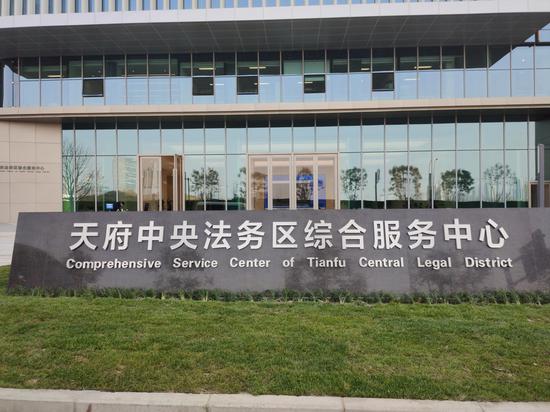 天府中央法务区综合服务中心
Comprehensive Service Center of Tianfu Central Legal District